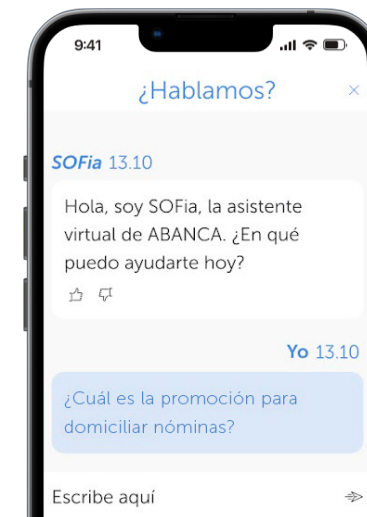 9:41
¿Hablamos?
SOFia 13.10
Hola, soy SOFia, la asistente
virtual de ABANCA. ¿En qué
puedo ayudarte hoy?
Yo 13.10
¿Cuál es la promoción para
domiciliar nóminas?
Escribe aquí